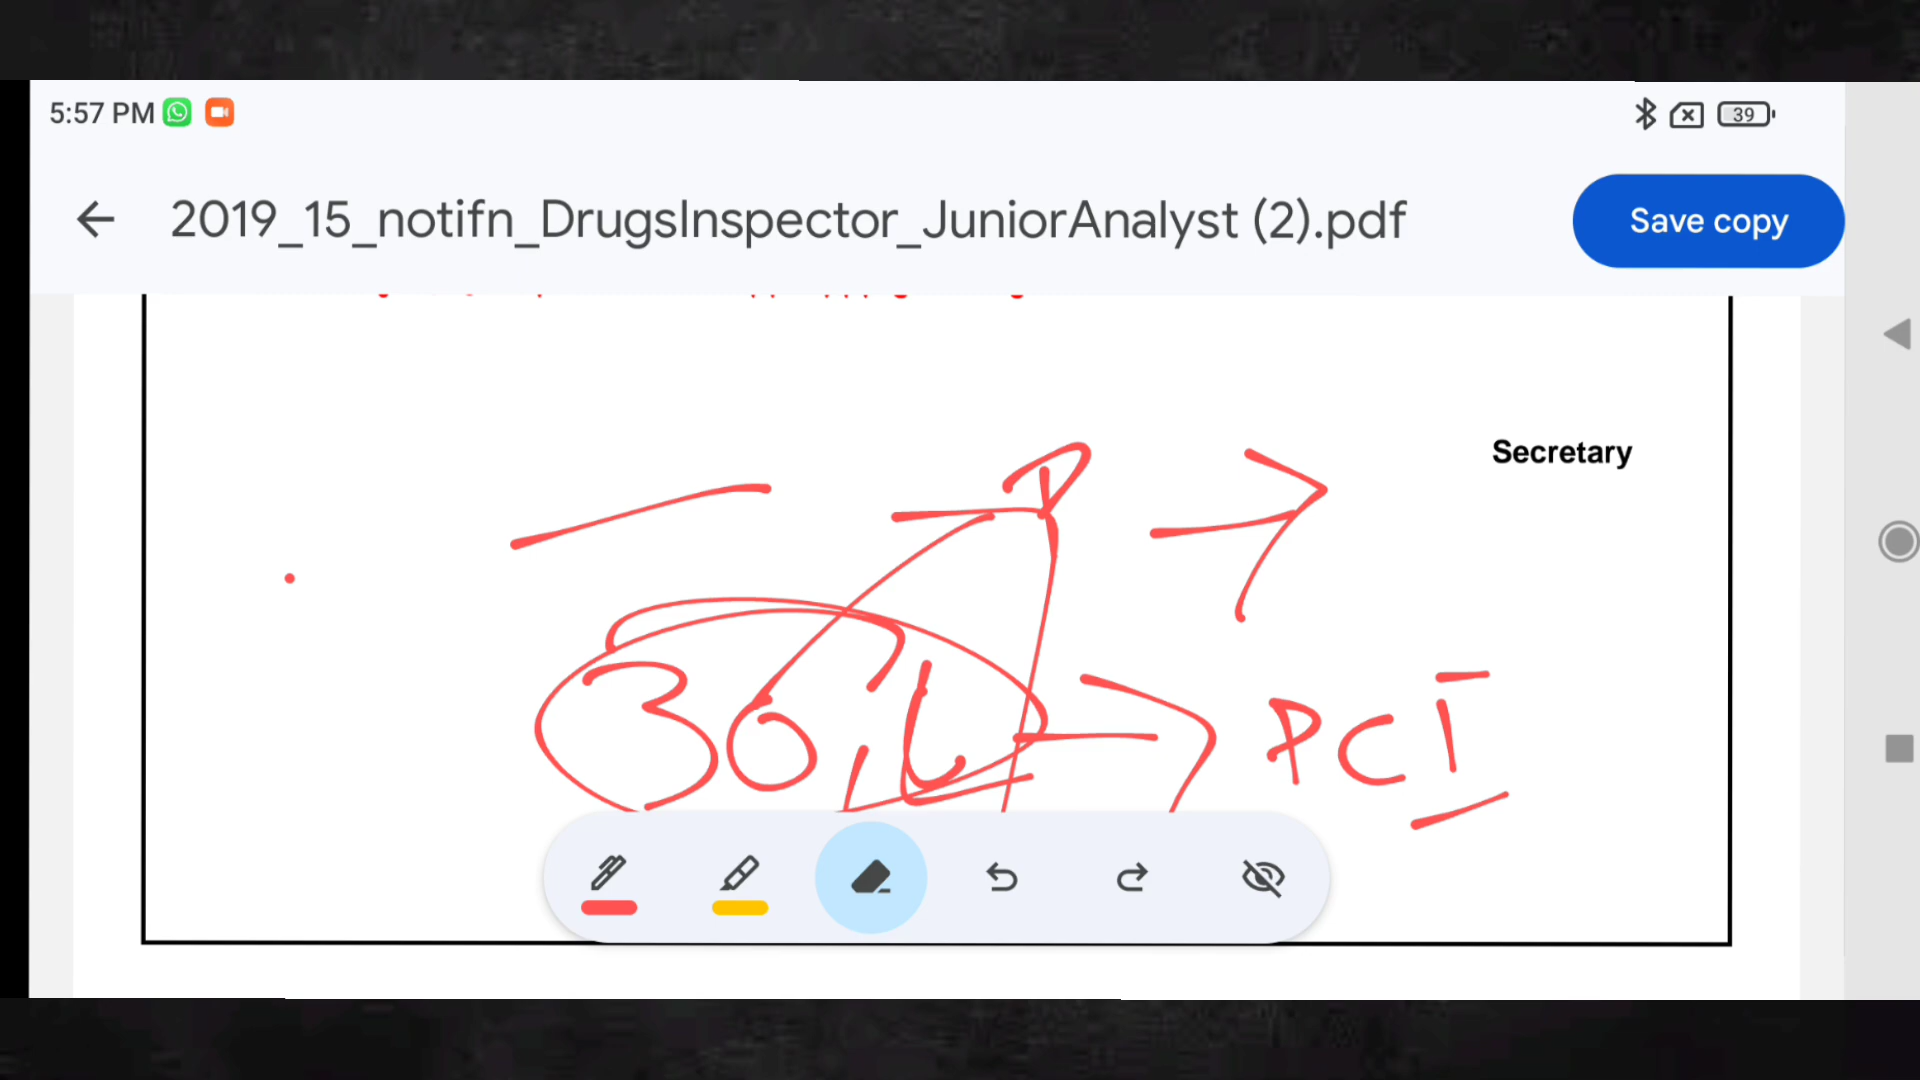 5:57 PM
39
2019_15_notifn_DrugsInspector_JuniorAnalyst (2).pdf
Save copy
Secretary
P
PCI